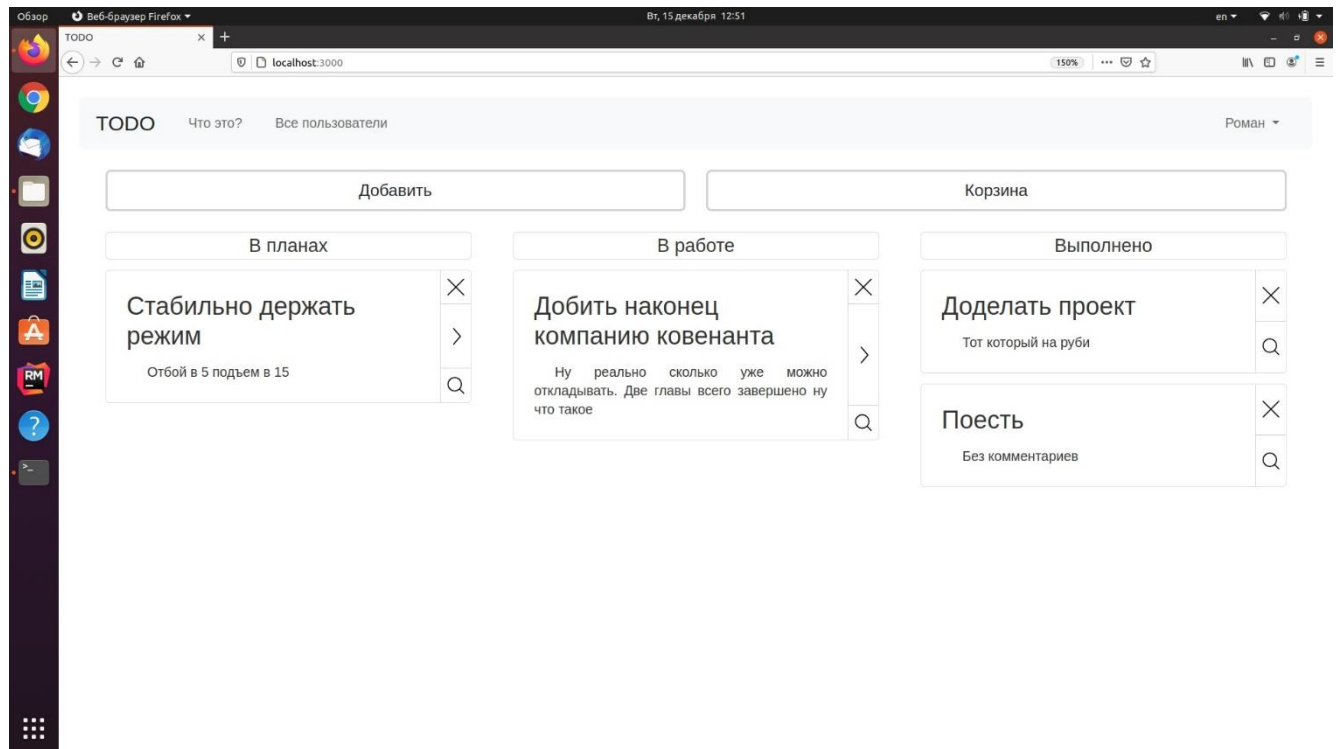 Обзор
Веб-браузер Firefox
Вт, 15 декабря 12:51
en
TODO
localhost:3000
150%
TODO
Что это?
Все пользователи
Роман
Добавить
Корзина
В планах
В работе
Выполнено
Стабильно держать
режим
Отбой в 5 подъем в 15
Добить наконец
компанию ковенанта
Ну реально сколько уже можно
откладывать. Две главы всего завершено ну
что такое
Доделать проект
Тот который на руби
Поесть
Без комментариев
RM